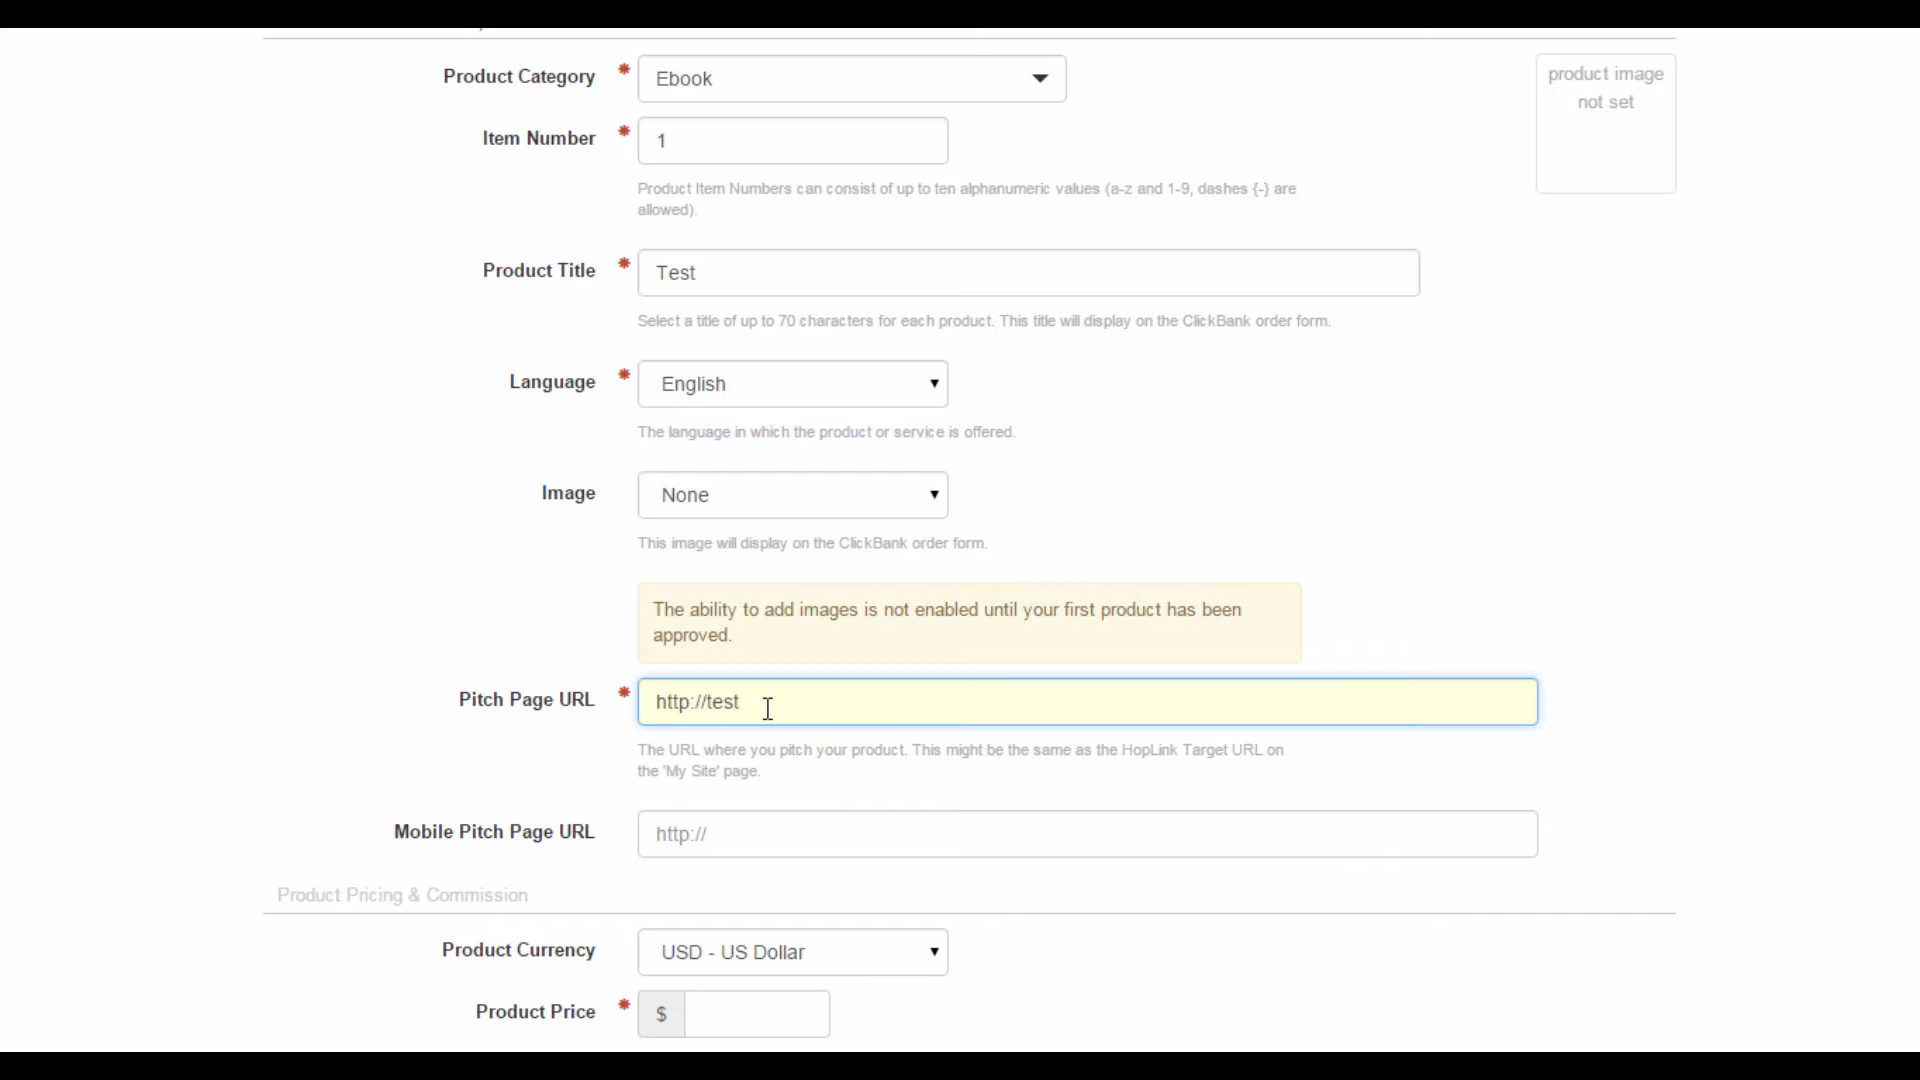 Product Category * Ebook
product image
not set
Item Number * 1
Product Item Numbers can consist of up to ten alphanumeric values (a-z and 1-9, dashes {-} are
allowed).
Product Title * Test
Select a title of up to 70 characters for each product. This title will display on the ClickBank order form.
Language * English
The language in which the product or service is offered.
Image None
This image will display on the ClickBank order form.
The ability to add images is not enabled until your first product has been
approved.
Pitch Page URL * http://test
The URL where you pitch your product. This might be the same as the HopLink Target URL on
the 'My Site' page.
Mobile Pitch Page URL http://
Product Pricing & Commission
Product Currency USD - US Dollar
Product Price * $